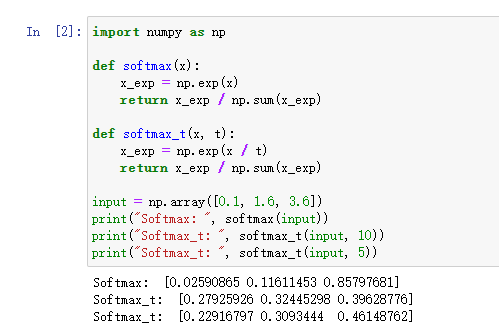 In [2]: import numpy as np
def softmax(x):
    x_exp = np.exp(x)
    return x_exp / np.sum(x_exp)
def softmax_t(x, t):
    x_exp = np.exp(x / t)
    return x_exp / np.sum(x_exp)
input = np.array([0.1, 1.6, 3.6])
print("Softmax: ", softmax(input))
print("Softmax_t: ", softmax_t(input, 10))
print("Softmax_t: ", softmax_t(input, 5))
Softmax:  [0.02590865 0.11611453 0.85797681]
Softmax_t:  [0.27925926 0.32445298 0.39628776]
Softmax_t:  [0.22916797 0.3093444  0.46148762]